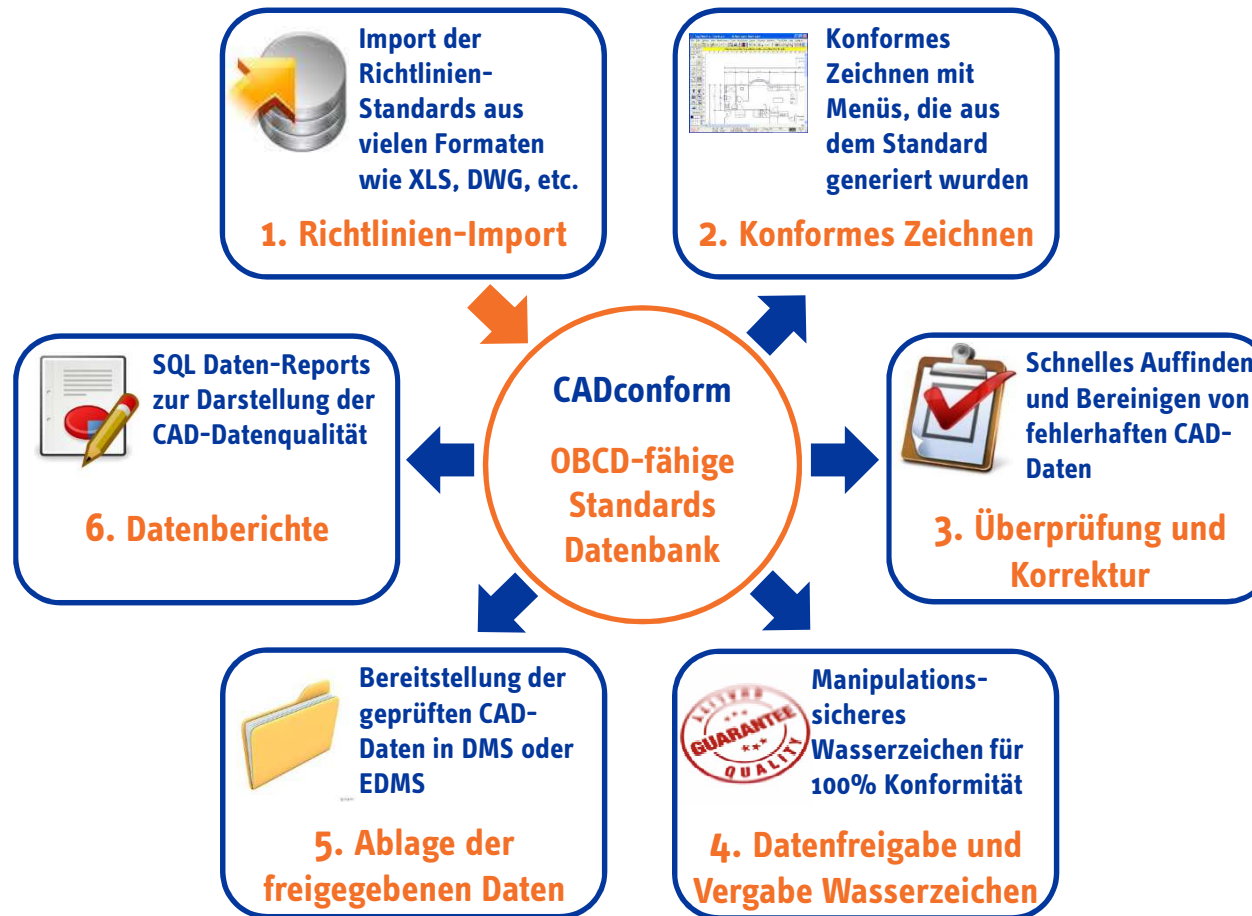 Import der
Richtlinien-
Standards aus
vielen Formaten
wie XLS, DWG, etc.
1. Richtlinien-Import
Konformes
Zeichnen mit
Menüs, die aus
dem Standard
generiert wurden
2. Konformes Zeichnen
Schnelles Auffinden
und Bereinigen von
fehlerhaften CAD-
Daten
3. Überprüfung und
Korrektur
Manipulations-
sicheres
Wasserzeichen für
100% Konformität
QUALITY
GUARANTEE
QUALITY
4. Datenfreigabe und
Vergabe Wasserzeichen
Bereitstellung der
geprüften CAD-
Daten in DMS oder
EDMS
5. Ablage der
freigegebenen Daten
SQL Daten-Reports
zur Darstellung der
CAD-Datenqualität
6. Datenberichte
CADconform
OBCD-fähige
Standards
Datenbank